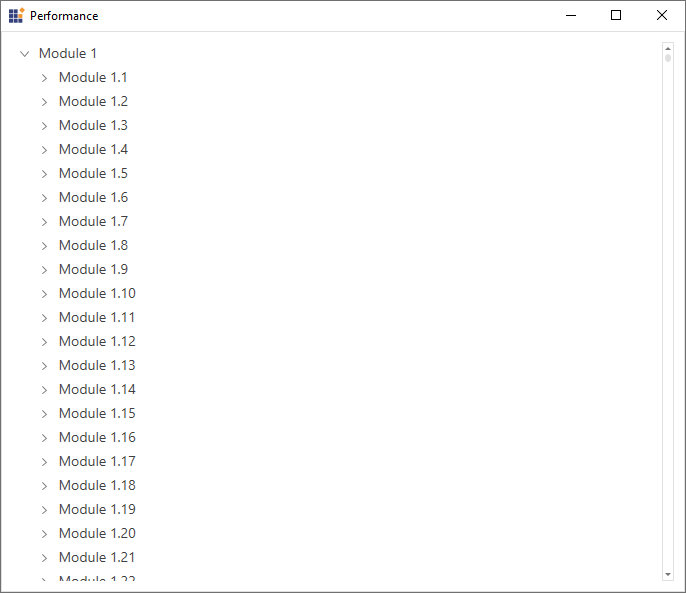 Performance
Module 1
Module 1.1
Module 1.2
Module 1.3
Module 1.4
Module 1.5
Module 1.6
Module 1.7
Module 1.8
Module 1.9
Module 1.10
Module 1.11
Module 1.12
Module 1.13
Module 1.14
Module 1.15
Module 1.16
Module 1.17
Module 1.18
Module 1.19
Module 1.20
Module 1.21
Module 1.22